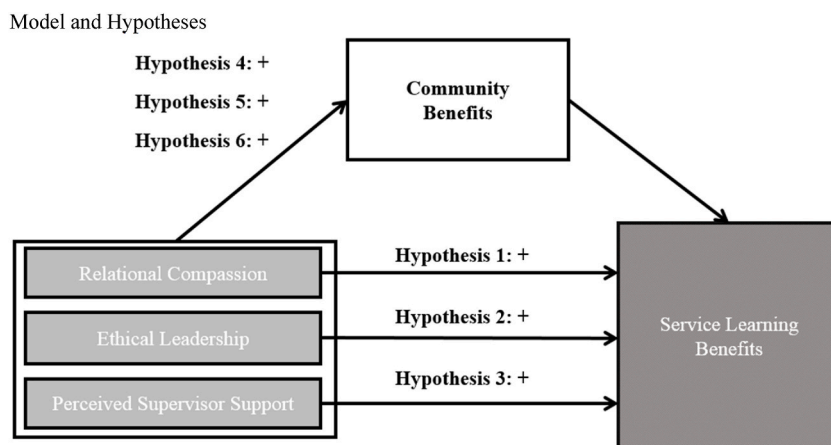 Model and Hypotheses
Hypothesis 4: +
Hypothesis 5: +
Hypothesis 6: +
Community
Benefits
Relational Compassion
Hypothesis 1: +
Ethical Leadership
Hypothesis 2: +
Perceived Supervisor Support
Hypothesis 3: +
Service Learning
Benefits